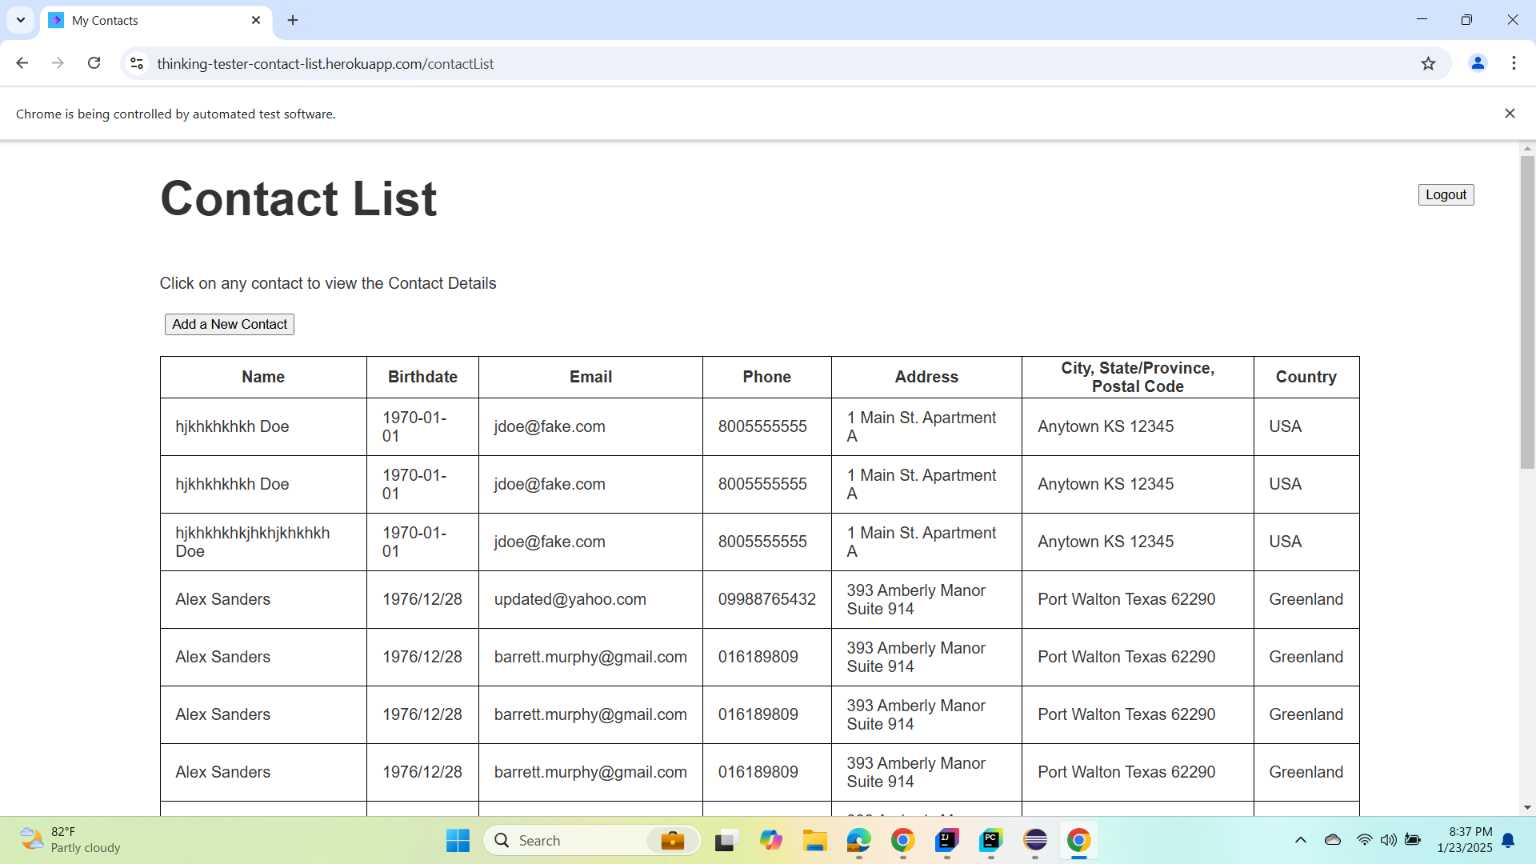 My Contacts
thinking-tester-contact-list.herokuapp.com/contactList
Chrome is being controlled by automated test software.
Contact List
Logout
Click on any contact to view the Contact Details
Add a New Contact
Name Birthdate Email Phone Address City, State/Province, Postal Code Country
hjkhkhkhkh Doe 1970-01-01 jdoe@fake.com 8005555555 1 Main St. Apartment A Anytown KS 12345 USA
hjkhkhkhkh Doe 1970-01-01 jdoe@fake.com 8005555555 1 Main St. Apartment A Anytown KS 12345 USA
hjkhkhkhkjhkhjkhkhkh Doe 1970-01-01 jdoe@fake.com 8005555555 1 Main St. Apartment A Anytown KS 12345 USA
Alex Sanders 1976/12/28 updated@yahoo.com 09988765432 393 Amberly Manor Suite 914 Port Walton Texas 62290 Greenland
Alex Sanders 1976/12/28 barrett.murphy@gmail.com 016189809 393 Amberly Manor Suite 914 Port Walton Texas 62290 Greenland
Alex Sanders 1976/12/28 barrett.murphy@gmail.com 016189809 393 Amberly Manor Suite 914 Port Walton Texas 62290 Greenland
Alex Sanders 1976/12/28 barrett.murphy@gmail.com 016189809 393 Amberly Manor Suite 914 Port Walton Texas 62290 Greenland
82°F
Partly cloudy
Search
8:37 PM
1/23/2025